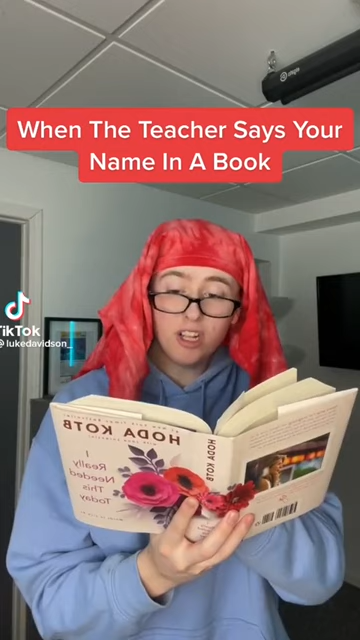 When The Teacher Says Your
Name In A Book
TikTok
@lukedavidson_
HODA KOTB
I
Really
Needed
This
Today
HODA KOTB